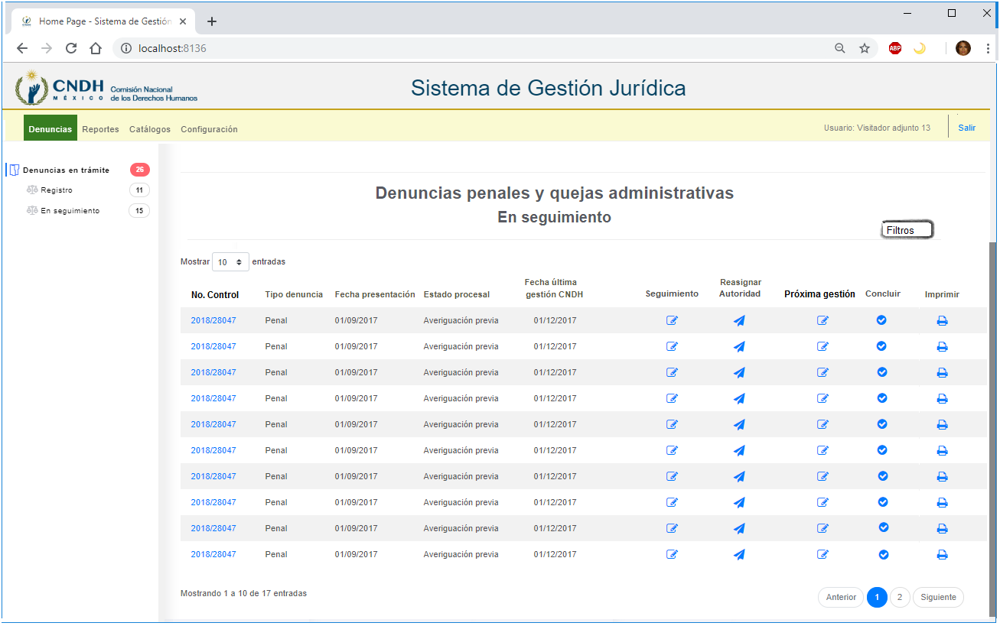 Home Page - Sistema de Gestión
localhost:8136
ABP
CNDH
MÉXICO
Comisión Nacional
de los Derechos Humanos
Sistema de Gestión Jurídica
Denuncias Reportes Catálogos Configuración
Usuario: Visitador adjunto 13 Salir
Denuncias en trámite 26
Registro 11
En seguimiento 15
Denuncias penales y quejas administrativas
En seguimiento
Filtros
Mostrar 10 entradas
No. Control Tipo denuncia Fecha presentación Estado procesal Fecha última gestión CNDH Seguimiento Reasignar Autoridad Próxima gestión Concluir Imprimir
2018/28047 Penal 01/09/2017 Averiguación previa 01/12/2017
2018/28047 Penal 01/09/2017 Averiguación previa 01/12/2017
2018/28047 Penal 01/09/2017 Averiguación previa 01/12/2017
2018/28047 Penal 01/09/2017 Averiguación previa 01/12/2017
2018/28047 Penal 01/09/2017 Averiguación previa 01/12/2017
2018/28047 Penal 01/09/2017 Averiguación previa 01/12/2017
2018/28047 Penal 01/09/2017 Averiguación previa 01/12/2017
2018/28047 Penal 01/09/2017 Averiguación previa 01/12/2017
2018/28047 Penal 01/09/2017 Averiguación previa 01/12/2017
2018/28047 Penal 01/09/2017 Averiguación previa 01/12/2017
Mostrando 1 a 10 de 17 entradas
Anterior 1 2 Siguiente